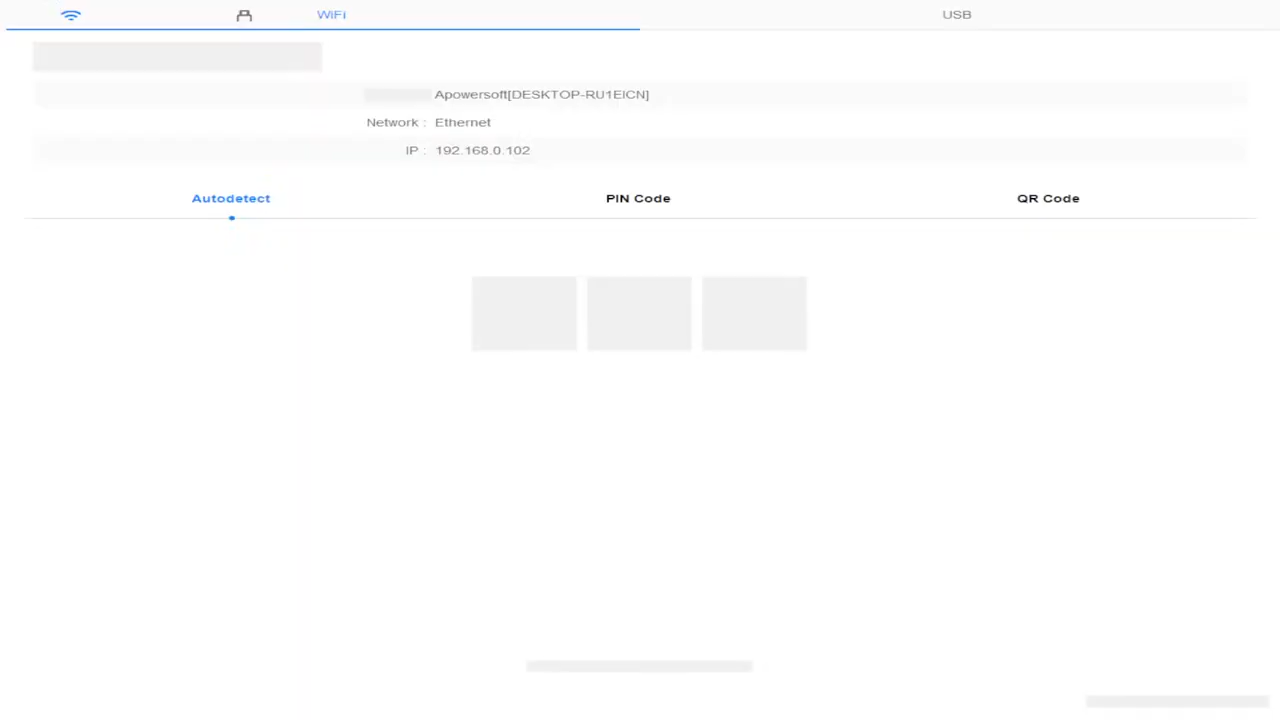 WiFi
USB
Apowersoft[DESKTOP-RU1EICN]
Network : Ethernet
IP : 192.168.0.102
Autodetect
PIN Code
QR Code